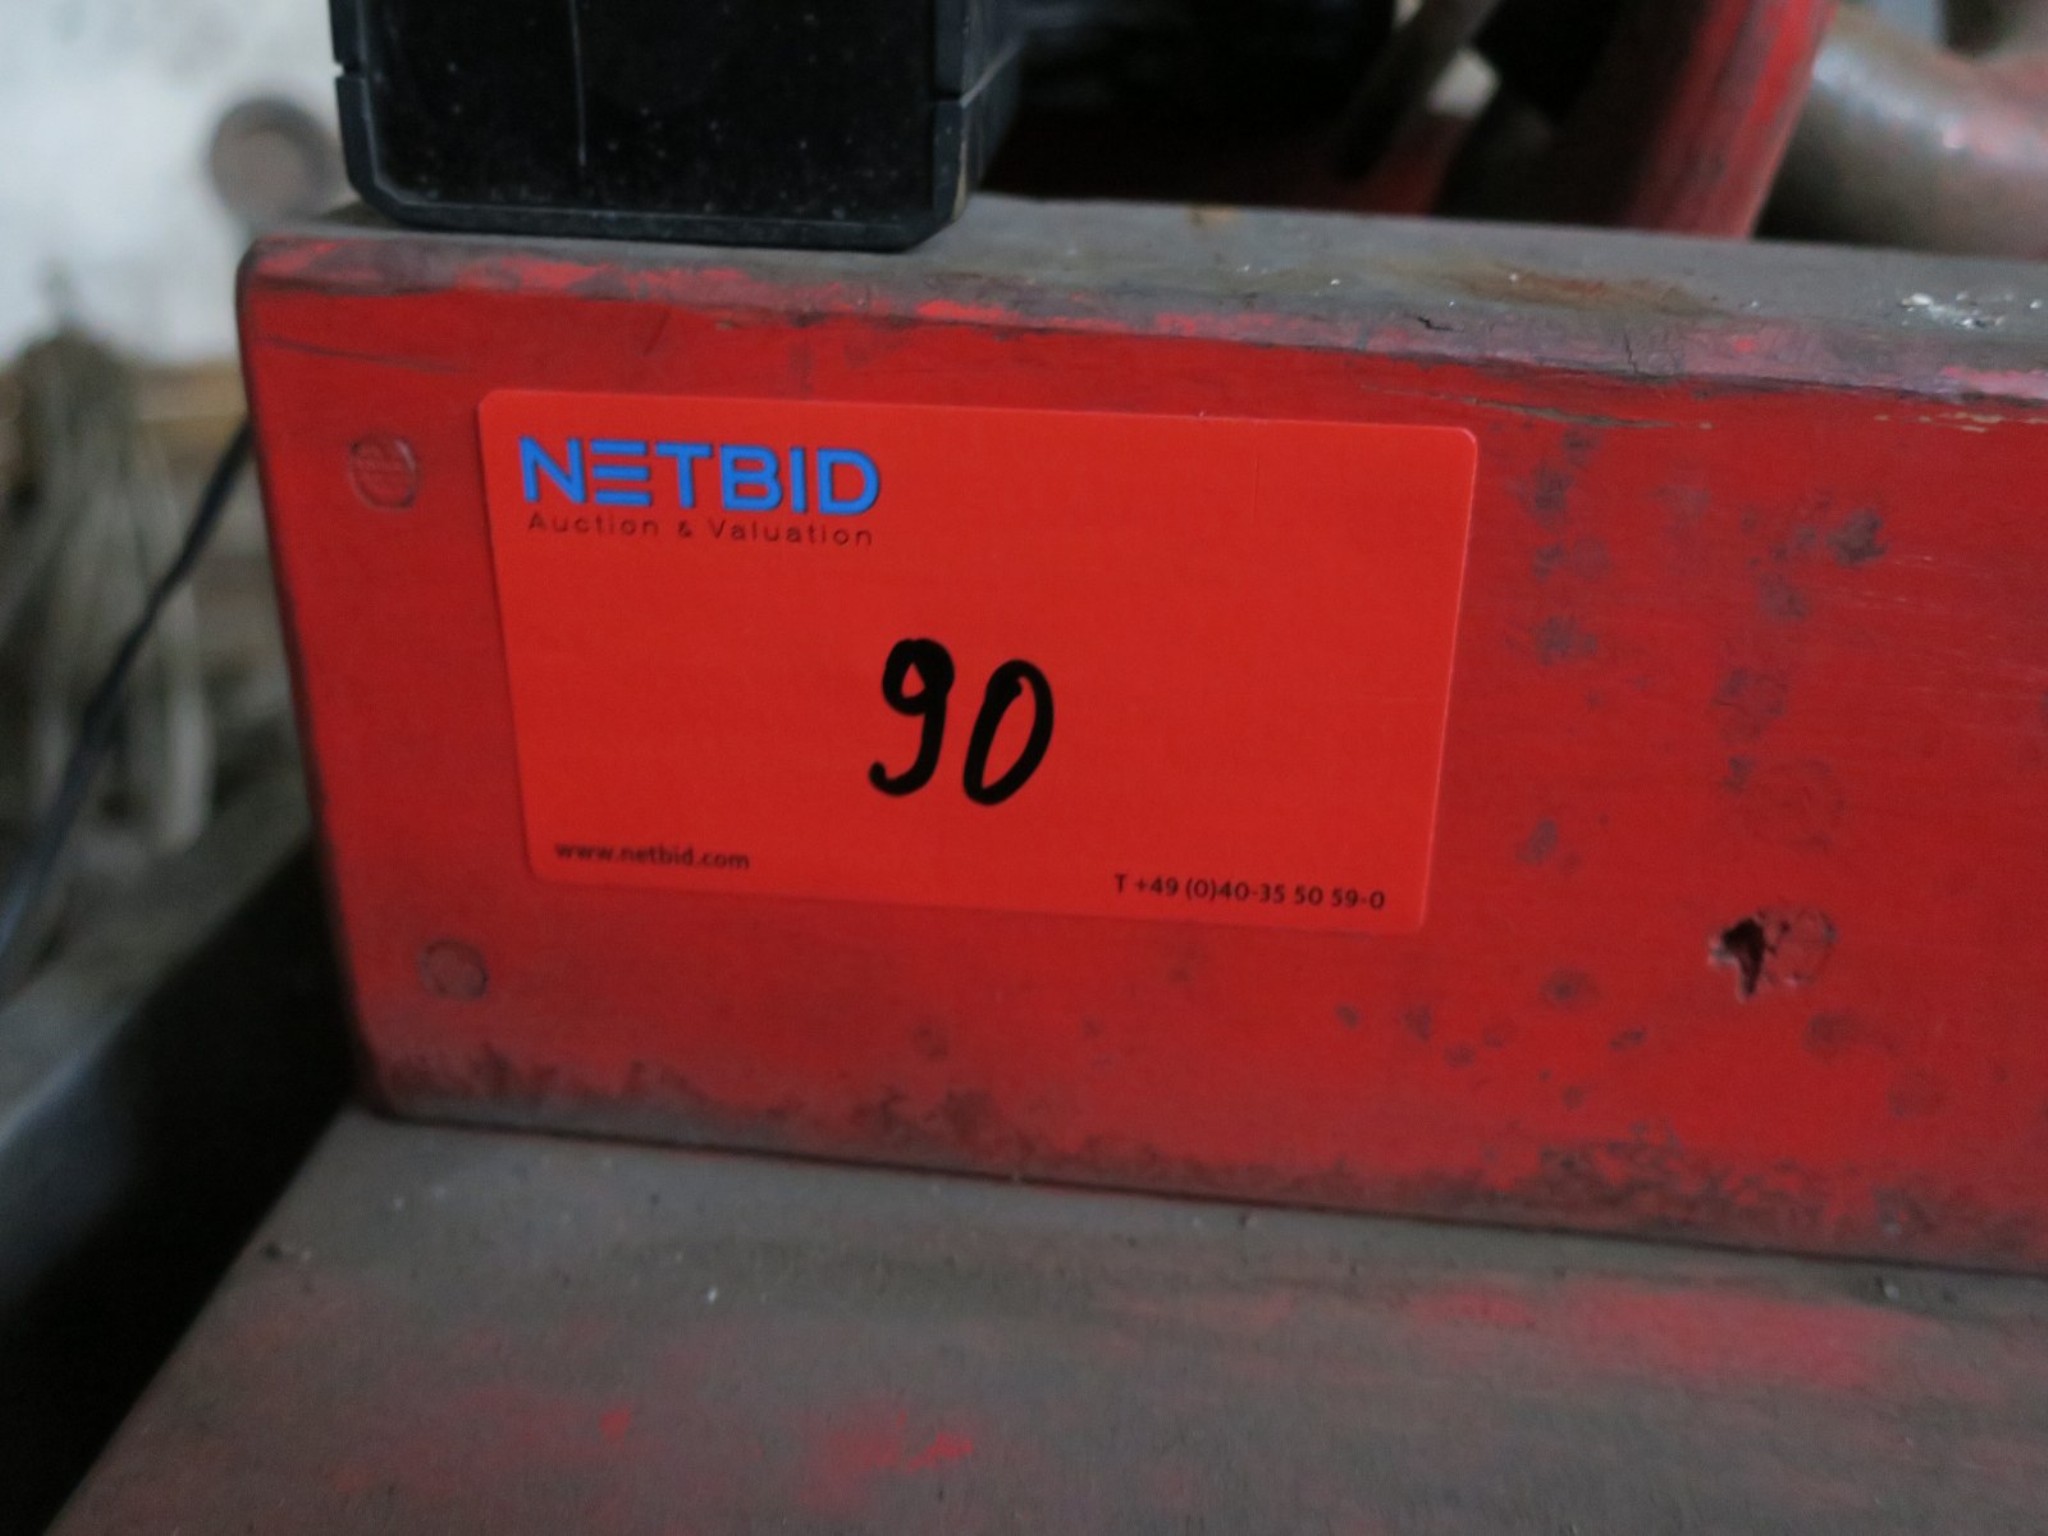 NETBID
Auction & Valuation
90
www.netbid.com
T +49 (0)40-35 50 59-0